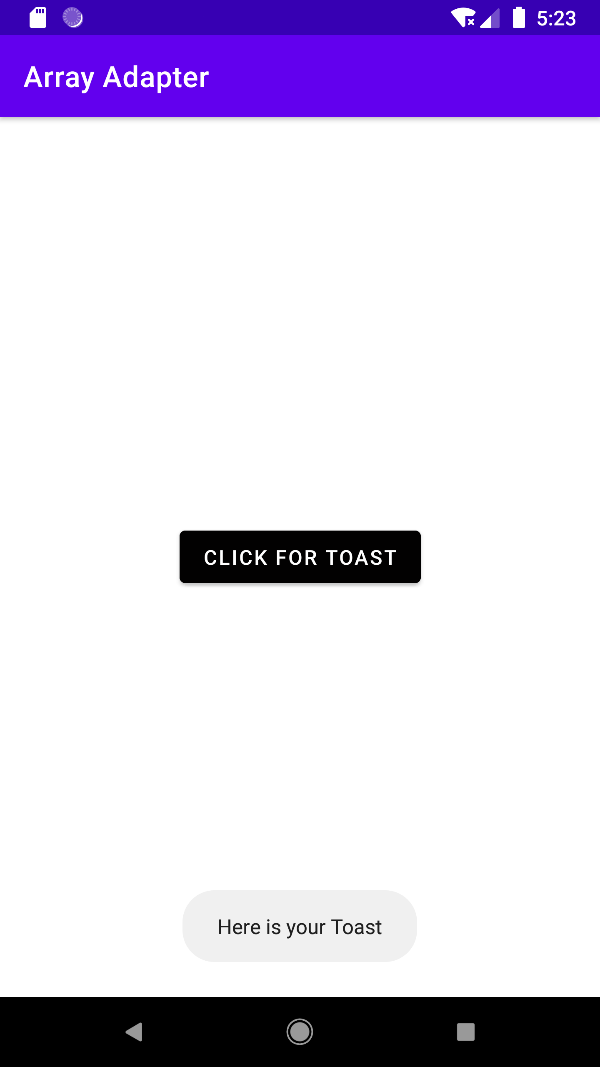 5:23
Array Adapter
CLICK FOR TOAST
Here is your Toast